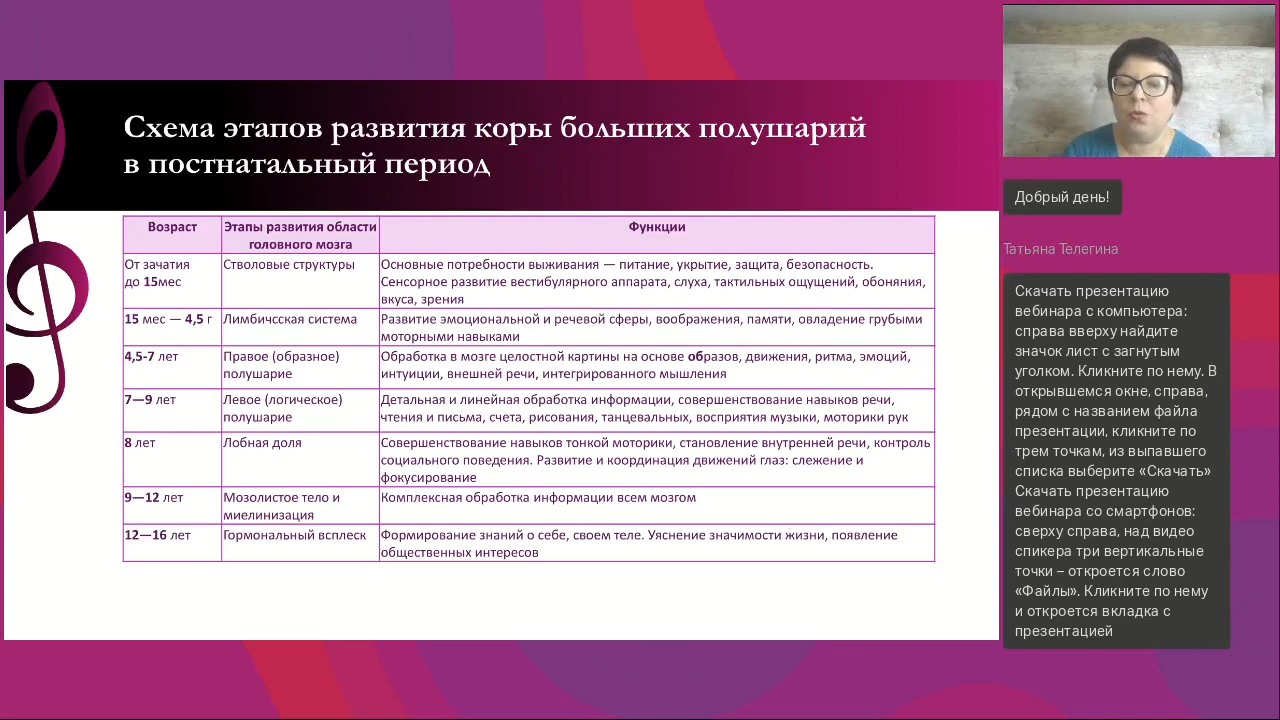 Схема этапов развития коры больших полушарий
в постнатальный период
Возраст
Этапы развития области
головного мозга
Функции
От зачатия
до 15мес
Стволовые структуры
Основные потребности выживания — питание, укрытие, защита, безопасность.
Сенсорное развитие вестибулярного аппарата, слуха, тактильных ощущений, обоняния,
вкуса, зрения
15 мес — 4,5 г
Лимбичсская система
Развитие эмоциональной и речевой сферы, воображения, памяти, овладение грубыми
моторными навыками
4,5-7 лет
Правое (образное)
полушарие
Обработка в мозге целостной картины на основе образов, движения, ритма, эмоций,
интуиции, внешней речи, интегрированного мышления
7—9 лет
Левое (логическое)
полушарие
Детальная и линейная обработка информации, совершенствование навыков речи,
чтения и письма, счета, рисования, танцевальных, восприятия музыки, моторики рук
8 лет
Лобная доля
Совершенствование навыков тонкой моторики, становление внутренней речи, контроль
социального поведения. Развитие и координация движений глаз: слежение и
фокусирование
9—12 лет
Мозолистое тело и
миелинизация
Комплексная обработка информации всем мозгом
12—16 лет
Гормональный всплеск
Формирование знаний о себе, своем теле. Уяснение значимости жизни, появление
общественных интересов
Добрый день!
Татьяна Телегина
Скачать презентацию
вебинара с компьютера:
справа вверху найдите
значок лист с загнутым
уголком. Кликните по нему. В
открывшемся окне, справа,
рядом с названием файла
презентации, кликните по
трем точкам, из выпавшего
списка выберите «Скачать»
Скачать презентацию
вебинара со смартфонов:
сверху справа, над видео
спикера три вертикальные
точки – откроется слово
«Файлы». Кликните по нему
и откроется вкладка с
презентацией